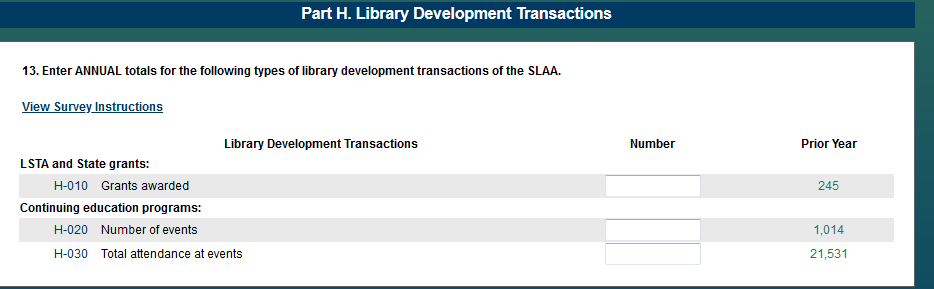 Part H. Library Development Transactions
13. Enter ANNUAL totals for the following types of library development transactions of the SLAA.
View Survey Instructions
Library Development Transactions Number Prior Year
LSTA and State grants:
H-010 Grants awarded 245
Continuing education programs:
H-020 Number of events 1,014
H-030 Total attendance at events 21,531